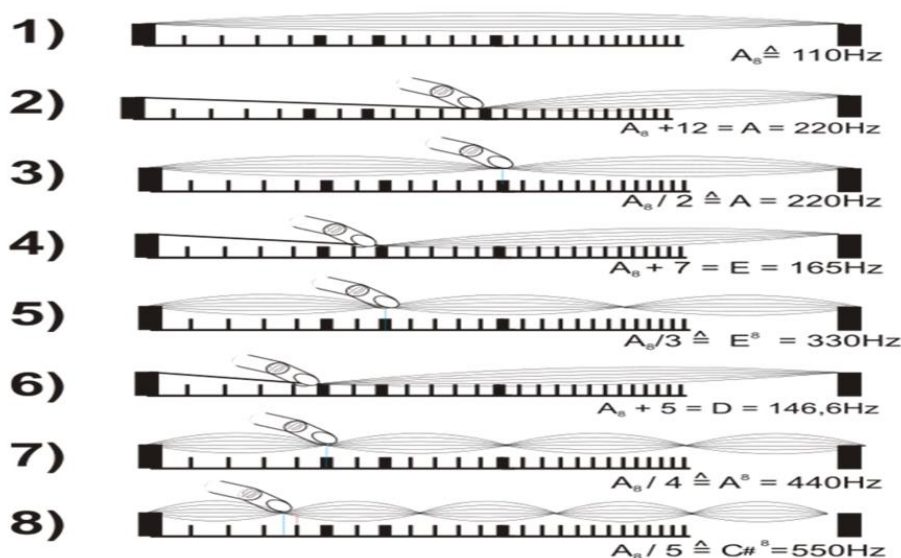 1)
A₈ ≙ 110Hz
2)
A₈ +12 = A = 220Hz
3)
A₈ / 2 ≙ A = 220Hz
4)
A₈ + 7 = E = 165Hz
5)
A₈/3 ≙ E⁸ = 330Hz
6)
A₈ + 5 = D = 146,6Hz
7)
A₈ / 4 ≙ A⁸ = 440Hz
8)
A₈ / 5 ≙ C#⁸=550Hz